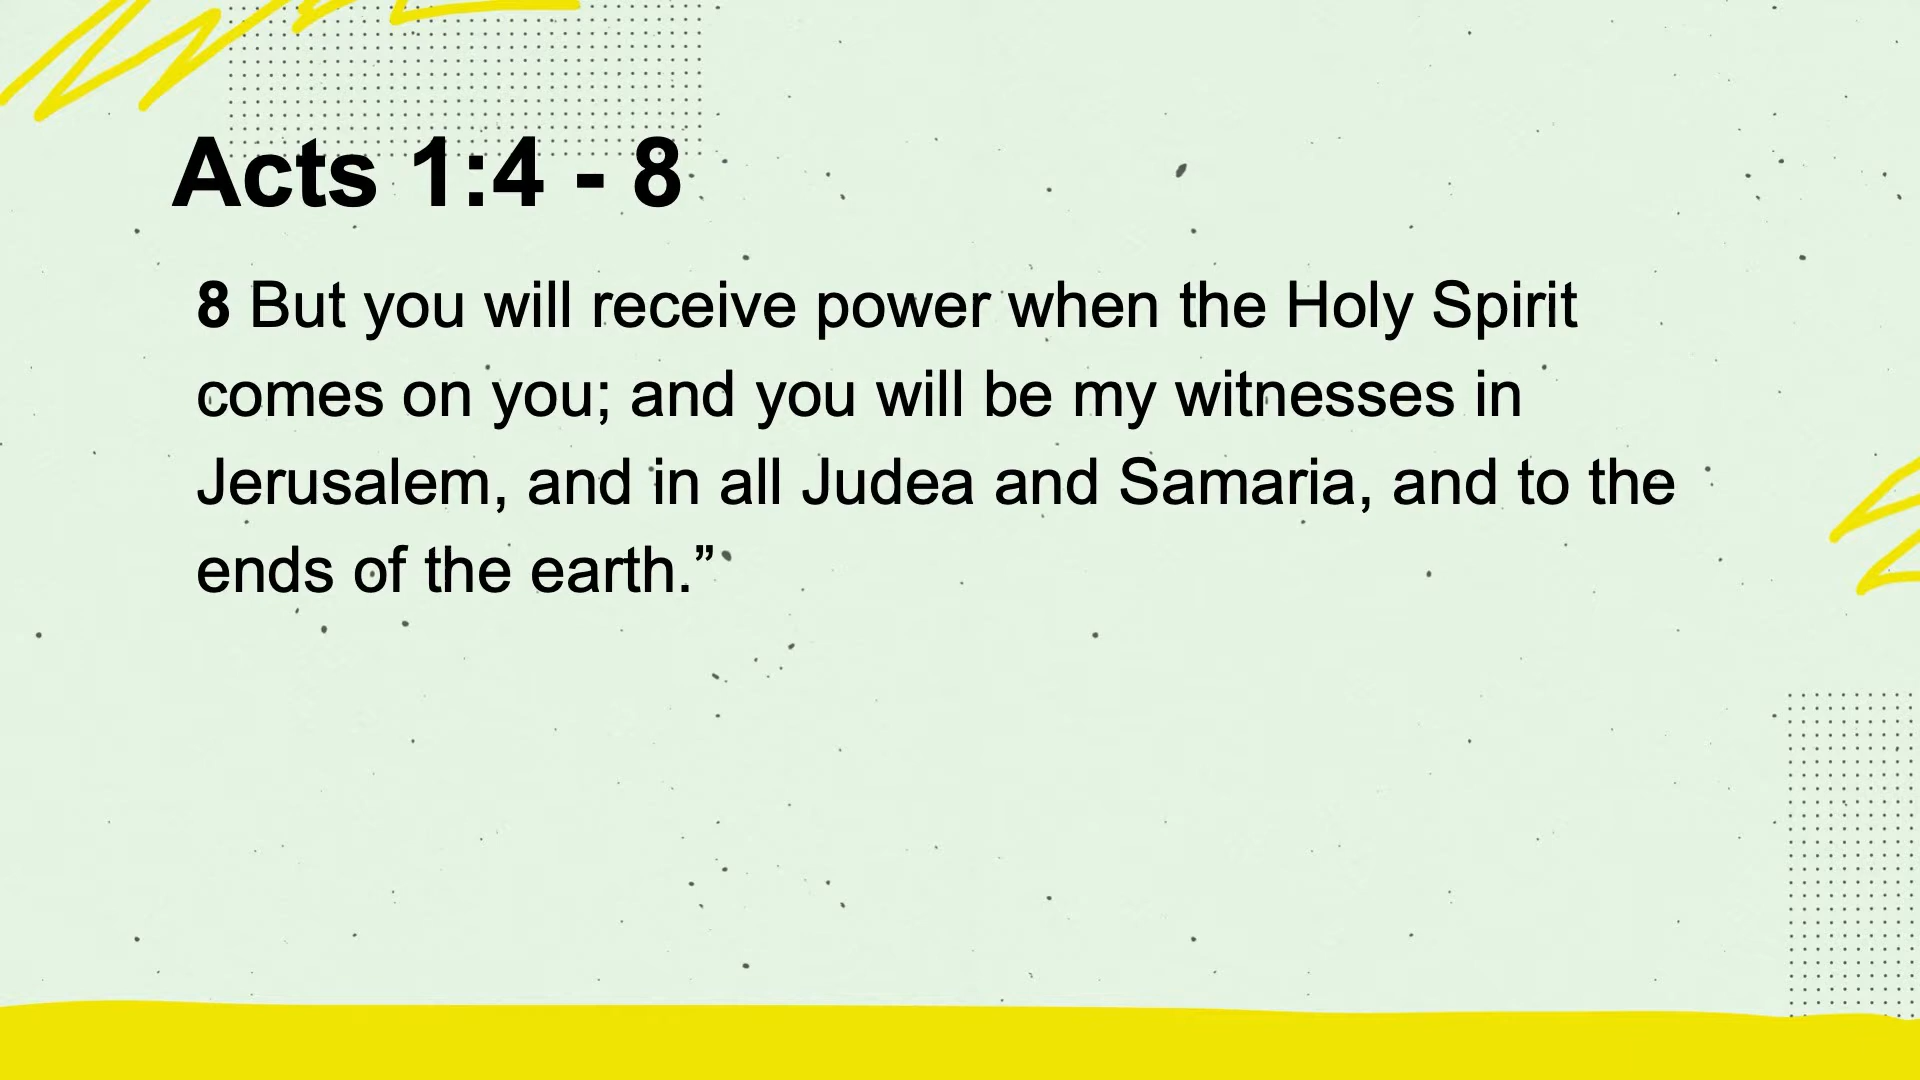 Acts 1:4 - 8
8 But you will receive power when the Holy Spirit
comes on you; and you will be my witnesses in
Jerusalem, and in all Judea and Samaria, and to the
ends of the earth.”